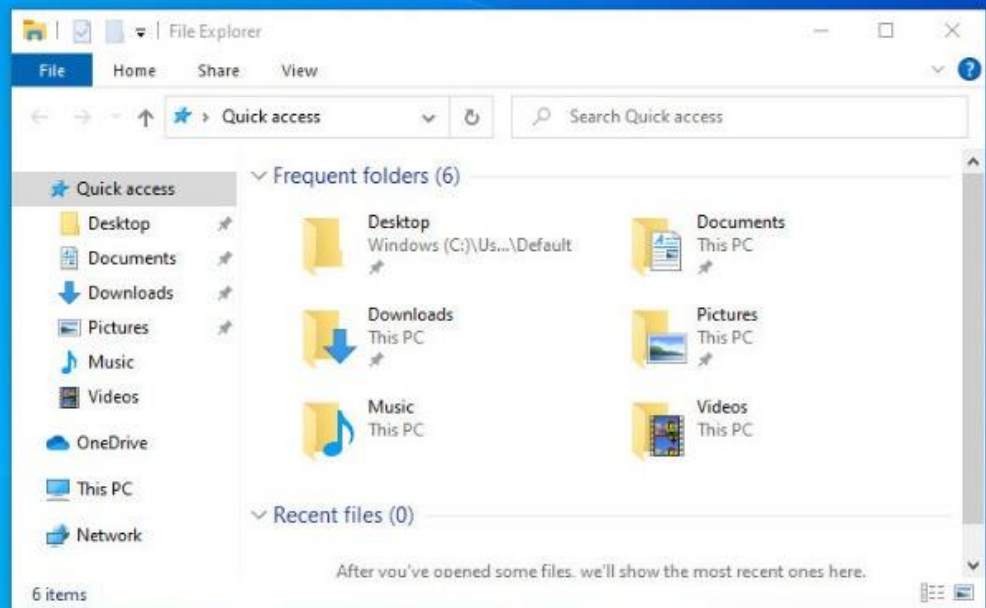 File Explorer
File Home Share View
Quick access
Search Quick access
Quick access
Desktop
Documents
Downloads
Pictures
Music
Videos
OneDrive
This PC
Network
Frequent folders (6)
Desktop
Windows (C:)\Us...\Default
Documents
This PC
Downloads
This PC
Pictures
This PC
Music
This PC
Videos
This PC
Recent files (0)
After you've opened some files, we'll show the most recent ones here.
6 items